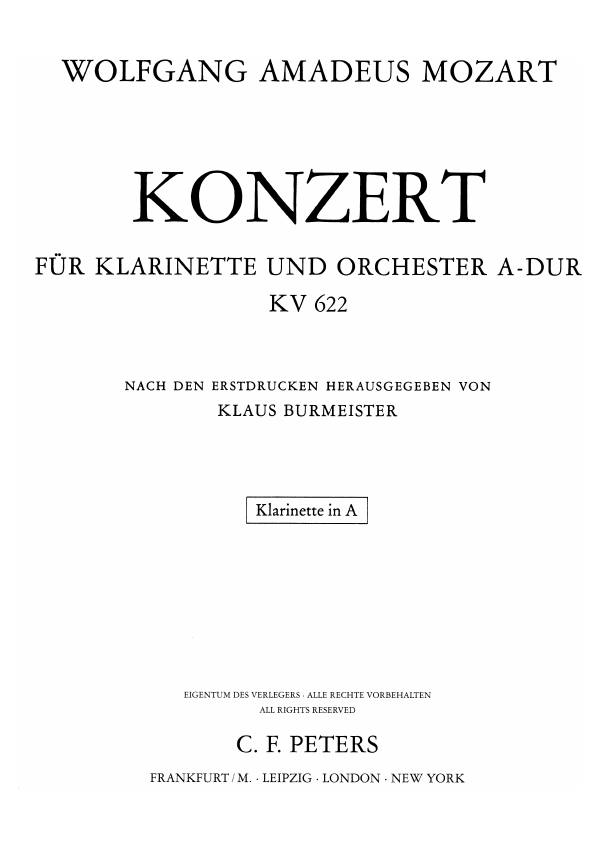 WOLFGANG AMADEUS MOZART
KONZERT
FÜR KLARINETTE UND ORCHESTER A-DUR
KV 622
NACH DEN ERSTDRUCKEN HERAUSGEGEBEN VON
KLAUS BURMEISTER
Klarinette in A
EIGENTUM DES VERLEGERS · ALLE RECHTE VORBEHALTEN
ALL RIGHTS RESERVED
C. F. PETERS
FRANKFURT/M. · LEIPZIG · LONDON · NEW YORK